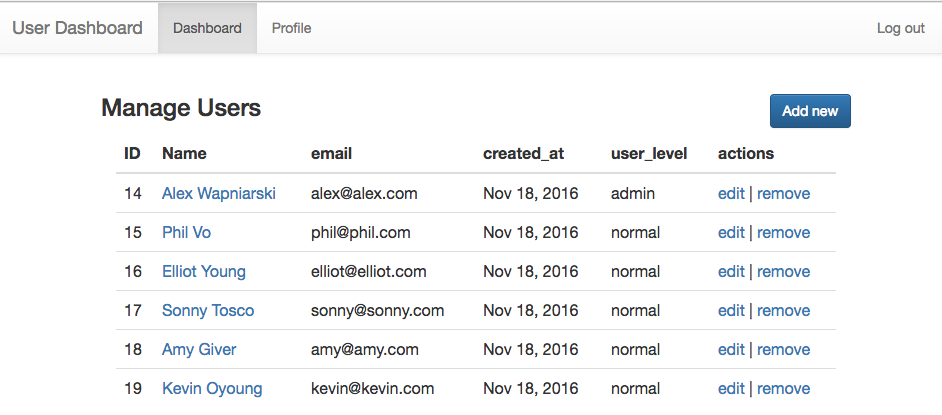 User Dashboard Dashboard Profile Log out
Manage Users Add new
ID Name email created_at user_level actions
14 Alex Wapniarski alex@alex.com Nov 18, 2016 admin edit | remove
15 Phil Vo phil@phil.com Nov 18, 2016 normal edit | remove
16 Elliot Young elliot@elliot.com Nov 18, 2016 normal edit | remove
17 Sonny Tosco sonny@sonny.com Nov 18, 2016 normal edit | remove
18 Amy Giver amy@amy.com Nov 18, 2016 normal edit | remove
19 Kevin Oyoung kevin@kevin.com Nov 18, 2016 normal edit | remove